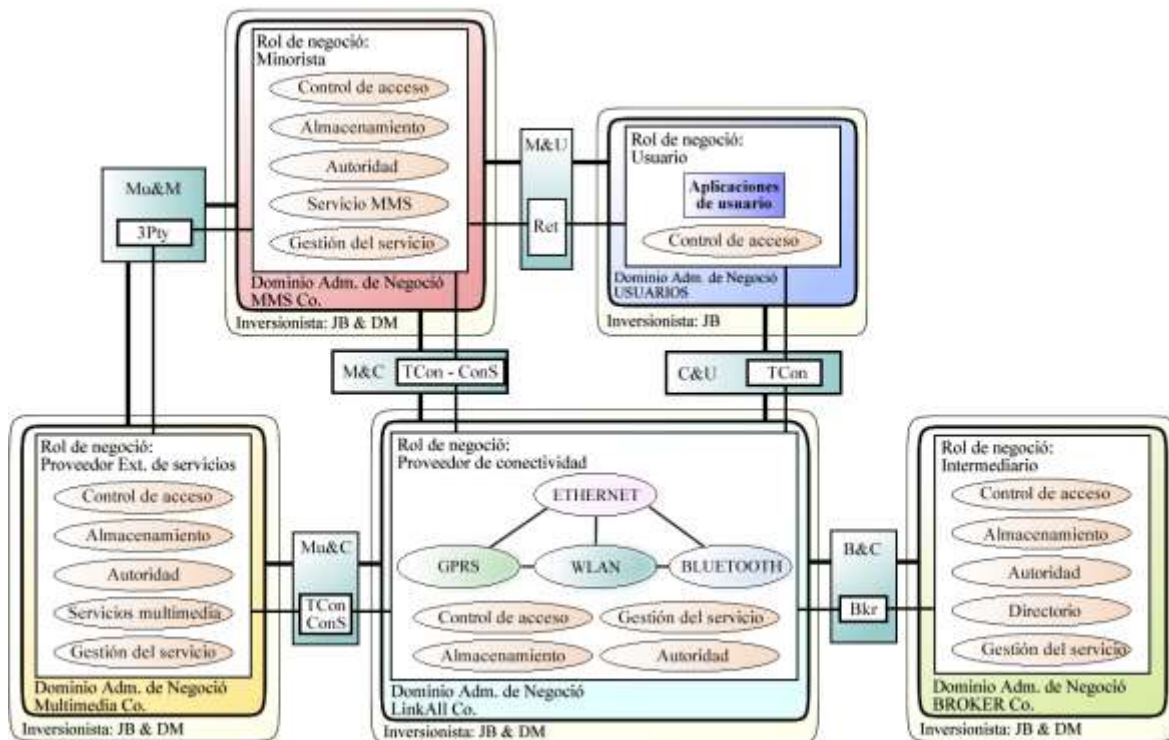 Rol de negoció:
Minorista
Control de acceso
Almacenamiento
Autoridad
Servicio MMS
Gestión del servicio
Dominio Adm. de Negoció
MMS Co.
Inversionista: JB & DM
M&U
Ret
Rol de negoció:
Usuario
Aplicaciones
de usuario
Control de acceso
Dominio Adm. de Negoció
USUARIOS
Inversionista: JB
Mu&M
3Pty
M&C
TCon - ConS
C&U
TCon
Rol de negoció:
Proveedor Ext. de servicios
Control de acceso
Almacenamiento
Autoridad
Servicios multimedia
Gestión del servicio
Dominio Adm. de Negoció
Multimedia Co.
Inversionista: JB & DM
Mu&C
TCon
ConS
Rol de negoció:
Proveedor de conectividad
ETHERNET
GPRS
WLAN
BLUETOOTH
Control de acceso
Gestión del servicio
Almacenamiento
Autoridad
Dominio Adm. de Negoció
LinkAll Co.
Inversionista: JB & DM
B&C
Bkr
Rol de negoció:
Intermediario
Control de acceso
Almacenamiento
Autoridad
Directorio
Gestión del servicio
Dominio Adm. de Negoció
BROKER Co.
Inversionista: JB & DM